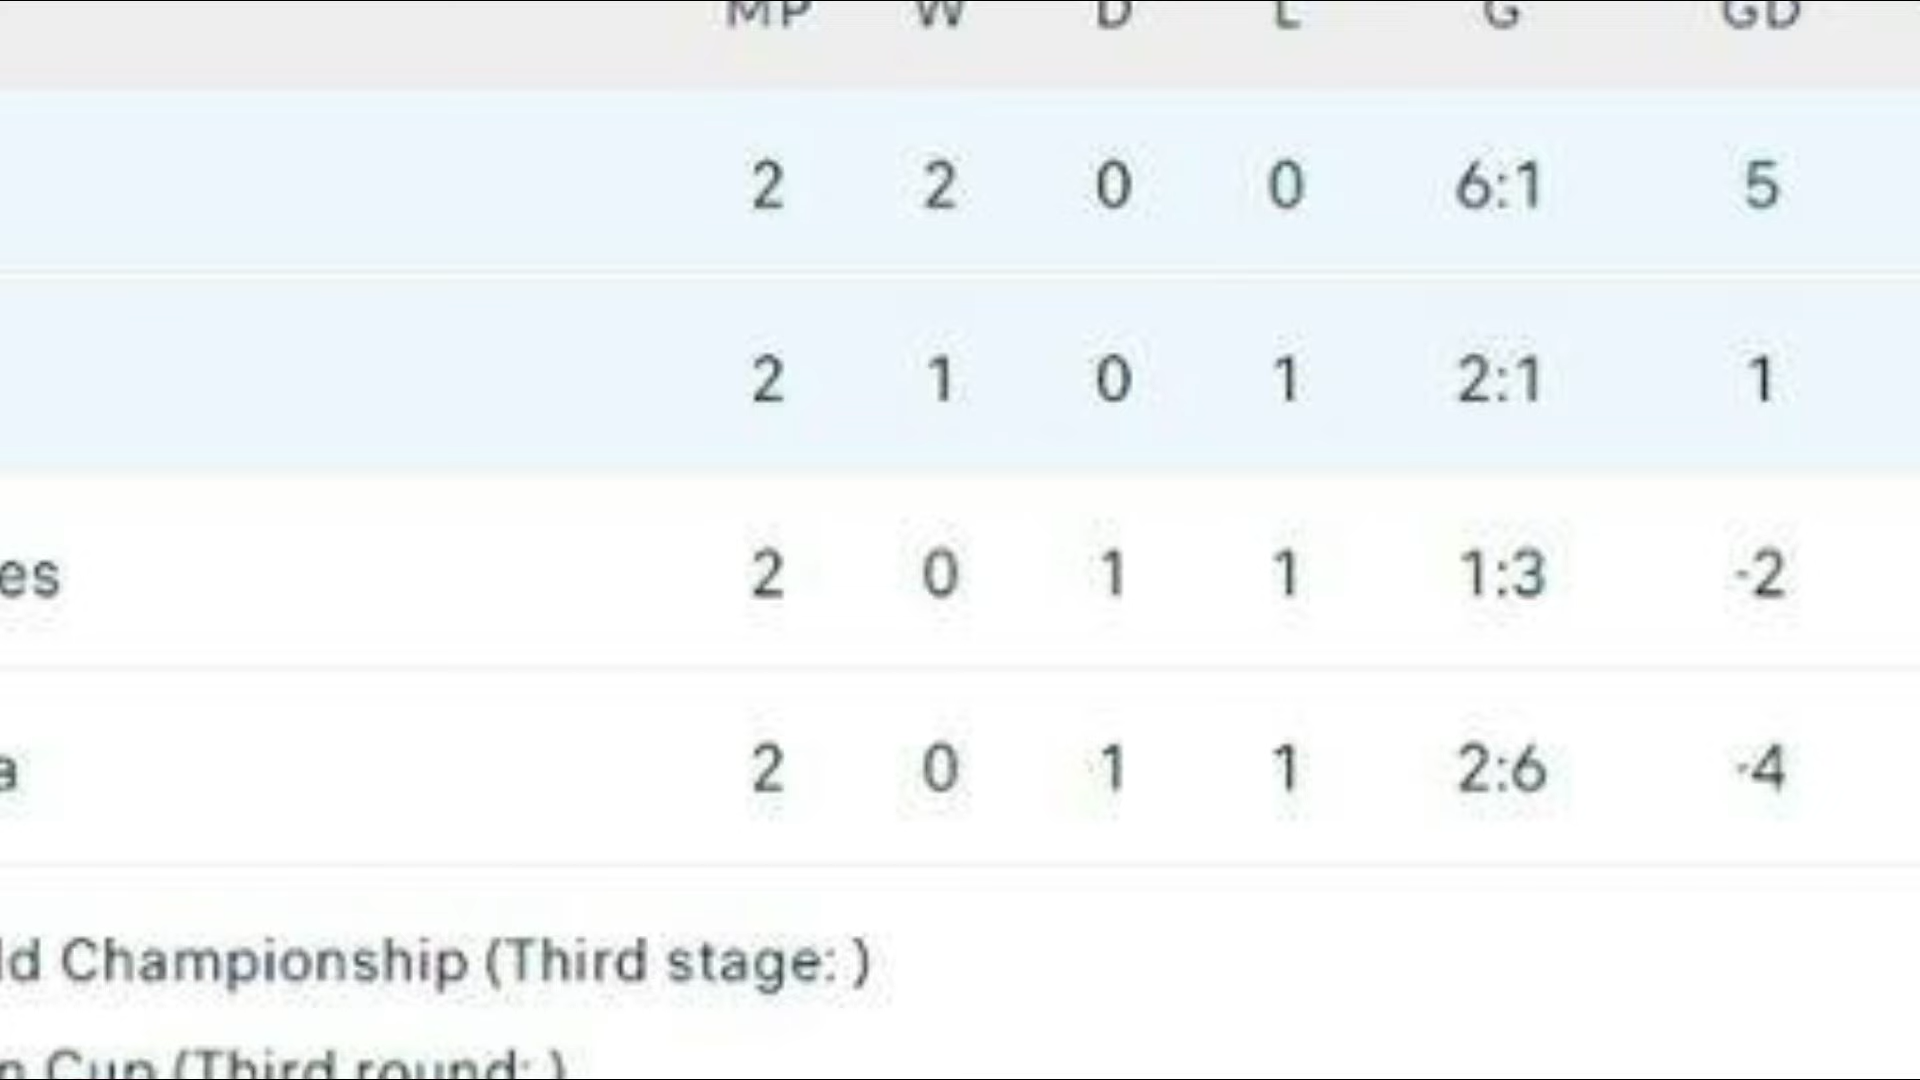 MP W D L G GD
2 2 0 0 6:1 5
2 1 0 1 2:1 1
es 2 0 1 1 1:3 -2
a 2 0 1 1 2:6 -4
ld Championship (Third stage: )
n Cup (Third round: )